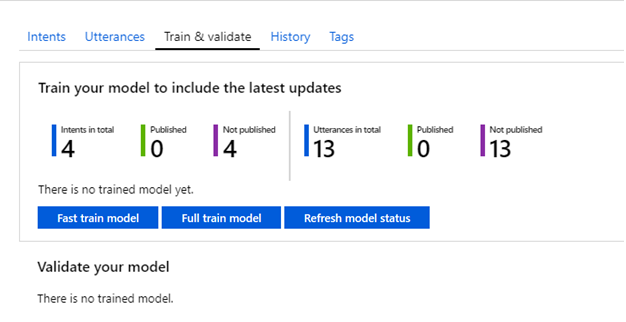 Intents Utterances Train & validate History Tags
Train your model to include the latest updates
Intents in total Published Not published Utterances in total Published Not published
4 0 4 13 0 13
There is no trained model yet.
Fast train model Full train model Refresh model status
Validate your model
There is no trained model.